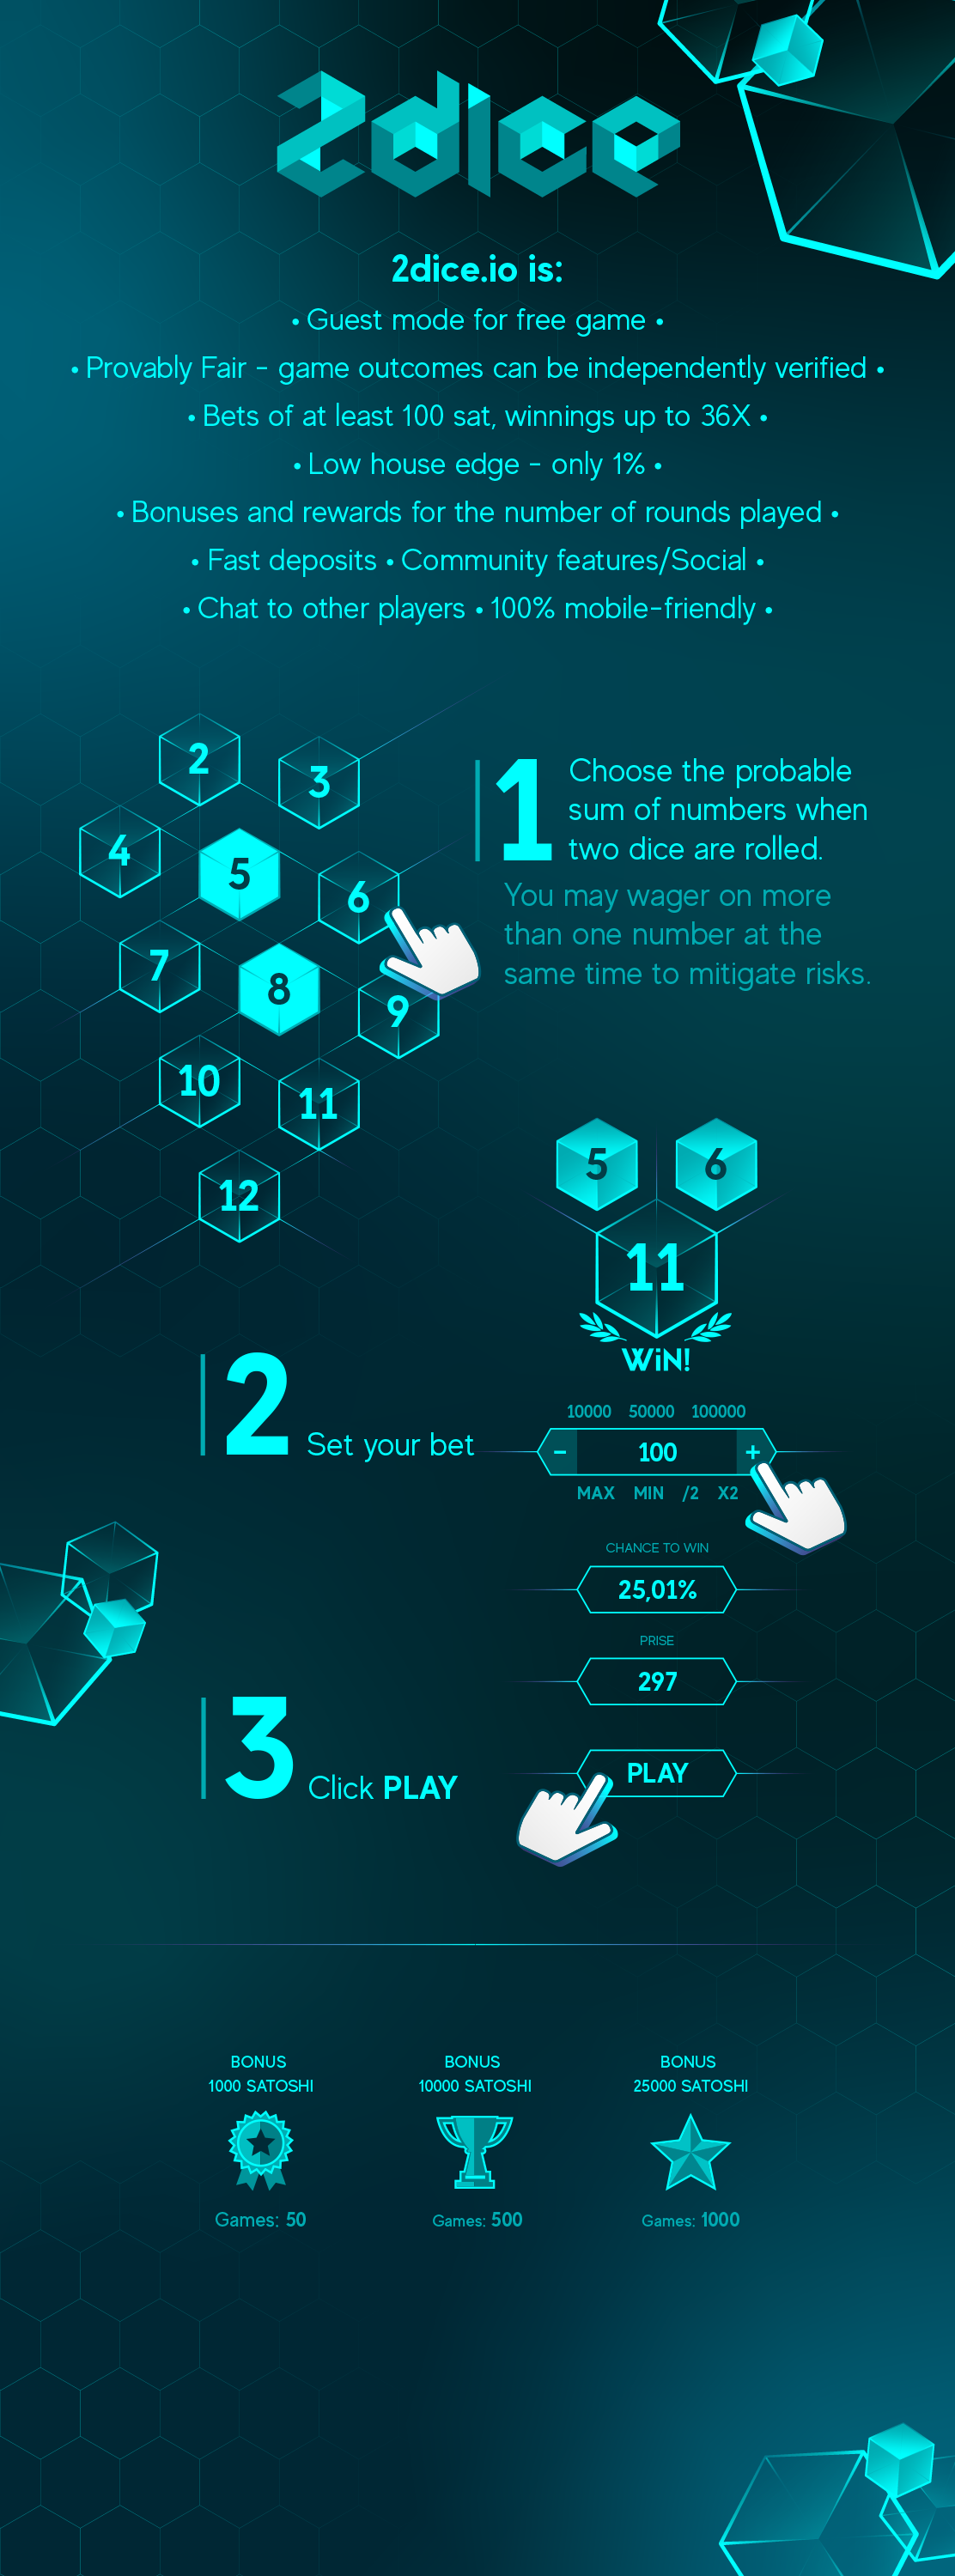 2dice
2dice.io is:
• Guest mode for free game •
• Provably Fair - game outcomes can be independently verified •
• Bets of at least 100 sat, winnings up to 36X •
• Low house edge - only 1% •
• Bonuses and rewards for the number of rounds played •
• Fast deposits • Community features/Social •
• Chat to other players • 100% mobile-friendly •
2
3
4
5
6
7
8
9
10
11
12
1
Choose the probable
sum of numbers when
two dice are rolled.
You may wager on more
than one number at the
same time to mitigate risks.
5 6
11
WiN!
2 Set your bet
10000 50000 100000
- 100 +
MAX MIN /2 X2
CHANCE TO WIN
25,01%
PRISE
297
3 Click PLAY
PLAY
BONUS
1000 SATOSHI
Games: 50
BONUS
10000 SATOSHI
Games: 500
BONUS
25000 SATOSHI
Games: 1000